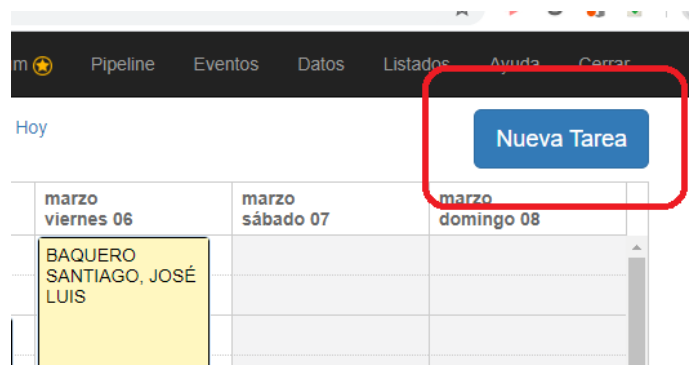 m Pipeline Eventos Datos Listados Ayuda Cerrar
Hoy
Nueva Tarea
marzo marzo marzo
viernes 06 sábado 07 domingo 08
BAQUERO
SANTIAGO, JOSÉ
LUIS